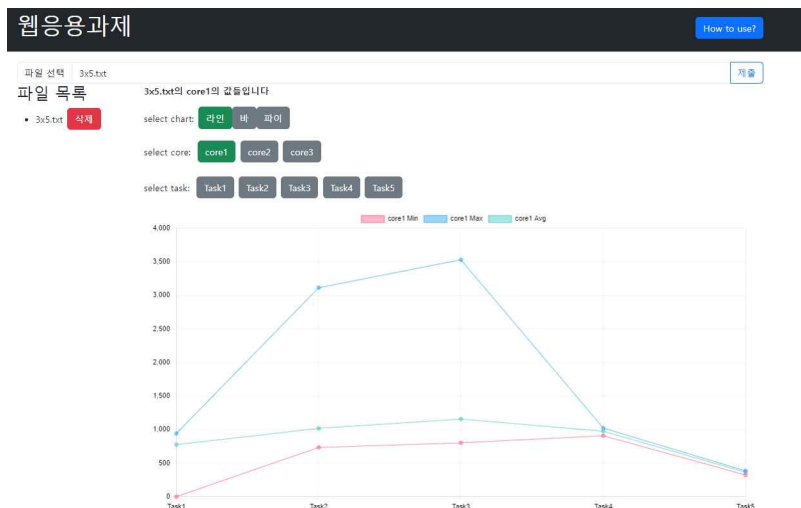 웹응용과제
How to use?
파일 선택 3x5.txt 제출
파일 목록
3x5.txt 삭제
3x5.txt의 core1의 값들입니다
select chart: 라인 바 파이
select core: core1 core2 core3
select task: Task1 Task2 Task3 Task4 Task5
core1 Min core1 Max core1 Avg
4,000
3,500
3,000
2,500
2,000
1,500
1,000
500
0
Task1 Task2 Task3 Task4 Task5